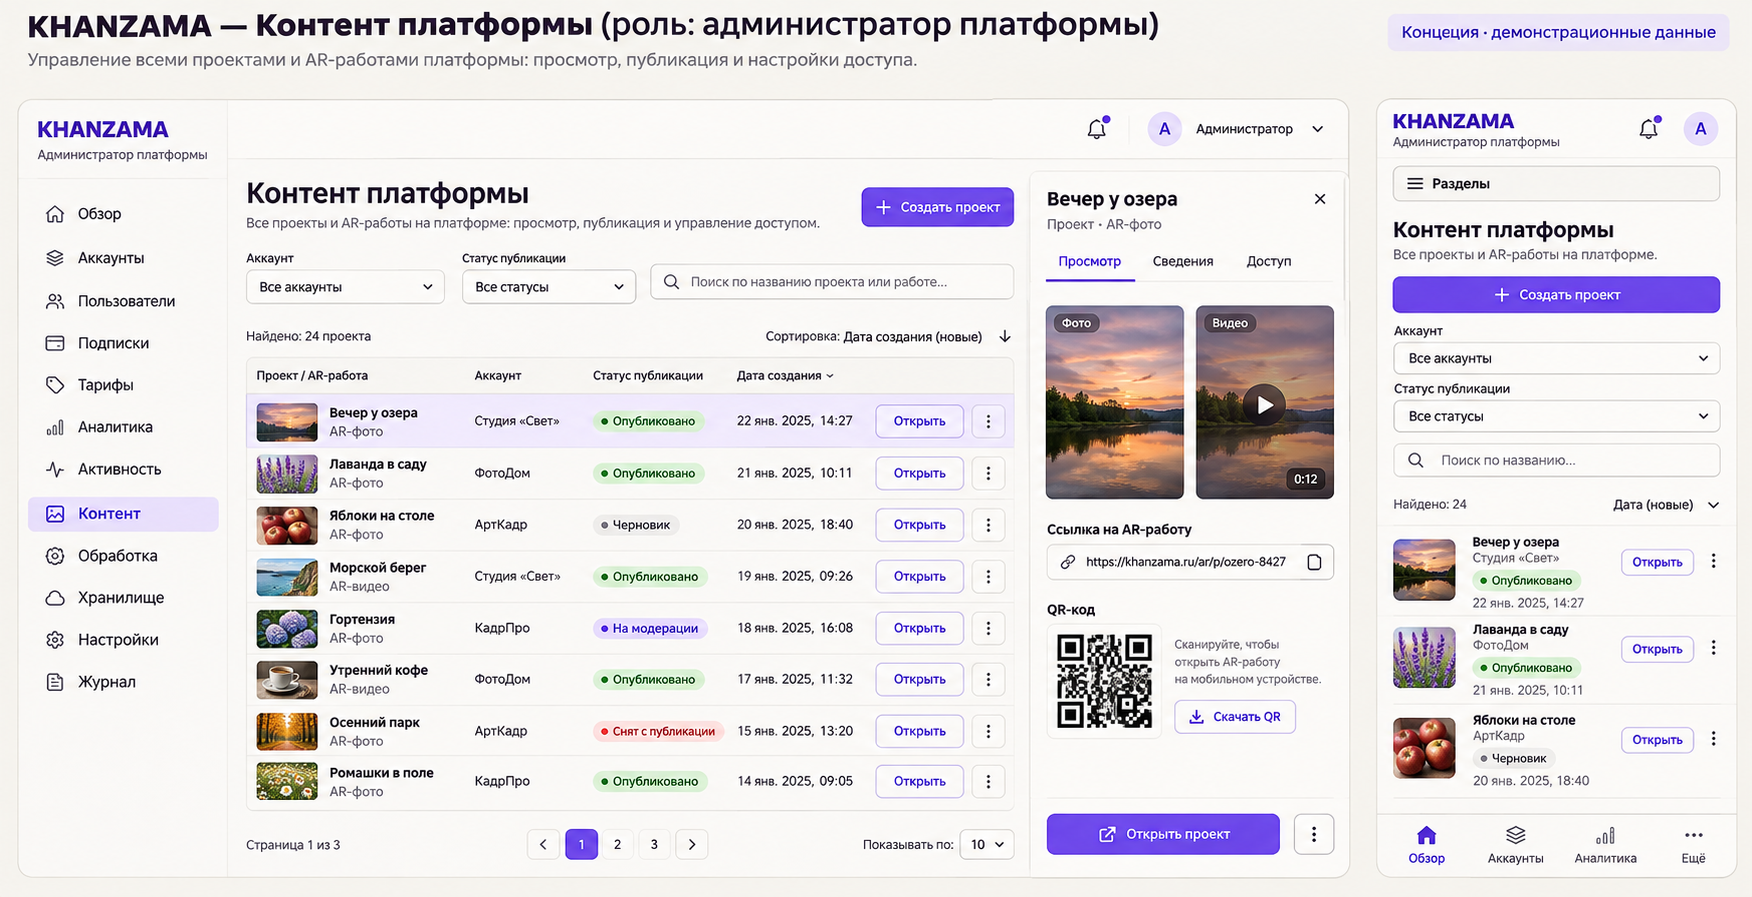 KHANZAMA — Контент платформы (роль: администратор платформы)
Управление всеми проектами и AR-работами платформы: просмотр, публикация и настройки доступа.
Концеция · демонстрационные данные
KHANZAMA
Администратор платформы
Обзор
Аккаунты
Пользователи
Подписки
Тарифы
Аналитика
Активность
Контент
Обработка
Хранилище
Настройки
Журнал
А Администратор
Контент платформы
Все проекты и AR-работы на платформе: просмотр, публикация и управление доступом.
+ Создать проект
Аккаунт
Все аккаунты
Статус публикации
Все статусы
Поиск по названию проекта или работе...
Найдено: 24 проекта
Сортировка: Дата создания (новые)
Проект / AR-работа Аккаунт Статус публикации Дата создания
Вечер у озера
AR-фото
Студия «Свет» Опубликовано 22 янв. 2025, 14:27 Открыть
Лаванда в саду
AR-фото
ФотоДом Опубликовано 21 янв. 2025, 10:11 Открыть
Яблоки на столе
AR-фото
АртКадр Черновик 20 янв. 2025, 18:40 Открыть
Морской берег
AR-видео
Студия «Свет» Опубликовано 19 янв. 2025, 09:26 Открыть
Гортензия
AR-фото
КадрПро На модерации 18 янв. 2025, 16:08 Открыть
Утренний кофе
AR-видео
ФотоДом Опубликовано 17 янв. 2025, 11:32 Открыть
Осенний парк
AR-фото
АртКадр Снят с публикации 15 янв. 2025, 13:20 Открыть
Ромашки в поле
AR-фото
КадрПро Опубликовано 14 янв. 2025, 09:05 Открыть
Страница 1 из 3
1 2 3
Показывать по: 10
Вечер у озера
Проект · AR-фото
Просмотр Сведения Доступ
Фото
Видео
0:12
Ссылка на AR-работу
https://khanzama.ru/ar/p/ozero-8427
QR-код
Сканируйте, чтобы
открыть AR-работу
на мобильном устройстве.
Скачать QR
Открыть проект
KHANZAMA
Администратор платформы
А
Разделы
Контент платформы
Все проекты и AR-работы на платформе.
+ Создать проект
Аккаунт
Все аккаунты
Статус публикации
Все статусы
Поиск по названию...
Найдено: 24
Дата (новые)
Вечер у озера
Студия «Свет»
Опубликовано
22 янв. 2025, 14:27
Открыть
Лаванда в саду
ФотоДом
Опубликовано
21 янв. 2025, 10:11
Открыть
Яблоки на столе
АртКадр
Черновик
20 янв. 2025, 18:40
Открыть
Обзор Аккаунты Аналитика Ещё